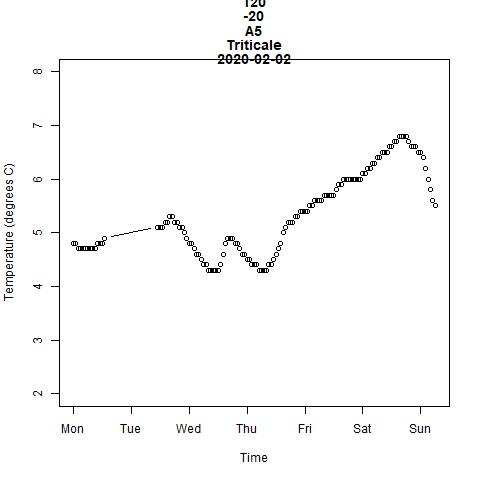 120
-20
A5
Triticale
2020-02-02
Temperature (degrees C)
8
7
6
5
4
3
2
Mon Tue Wed Thu Fri Sat Sun
Time